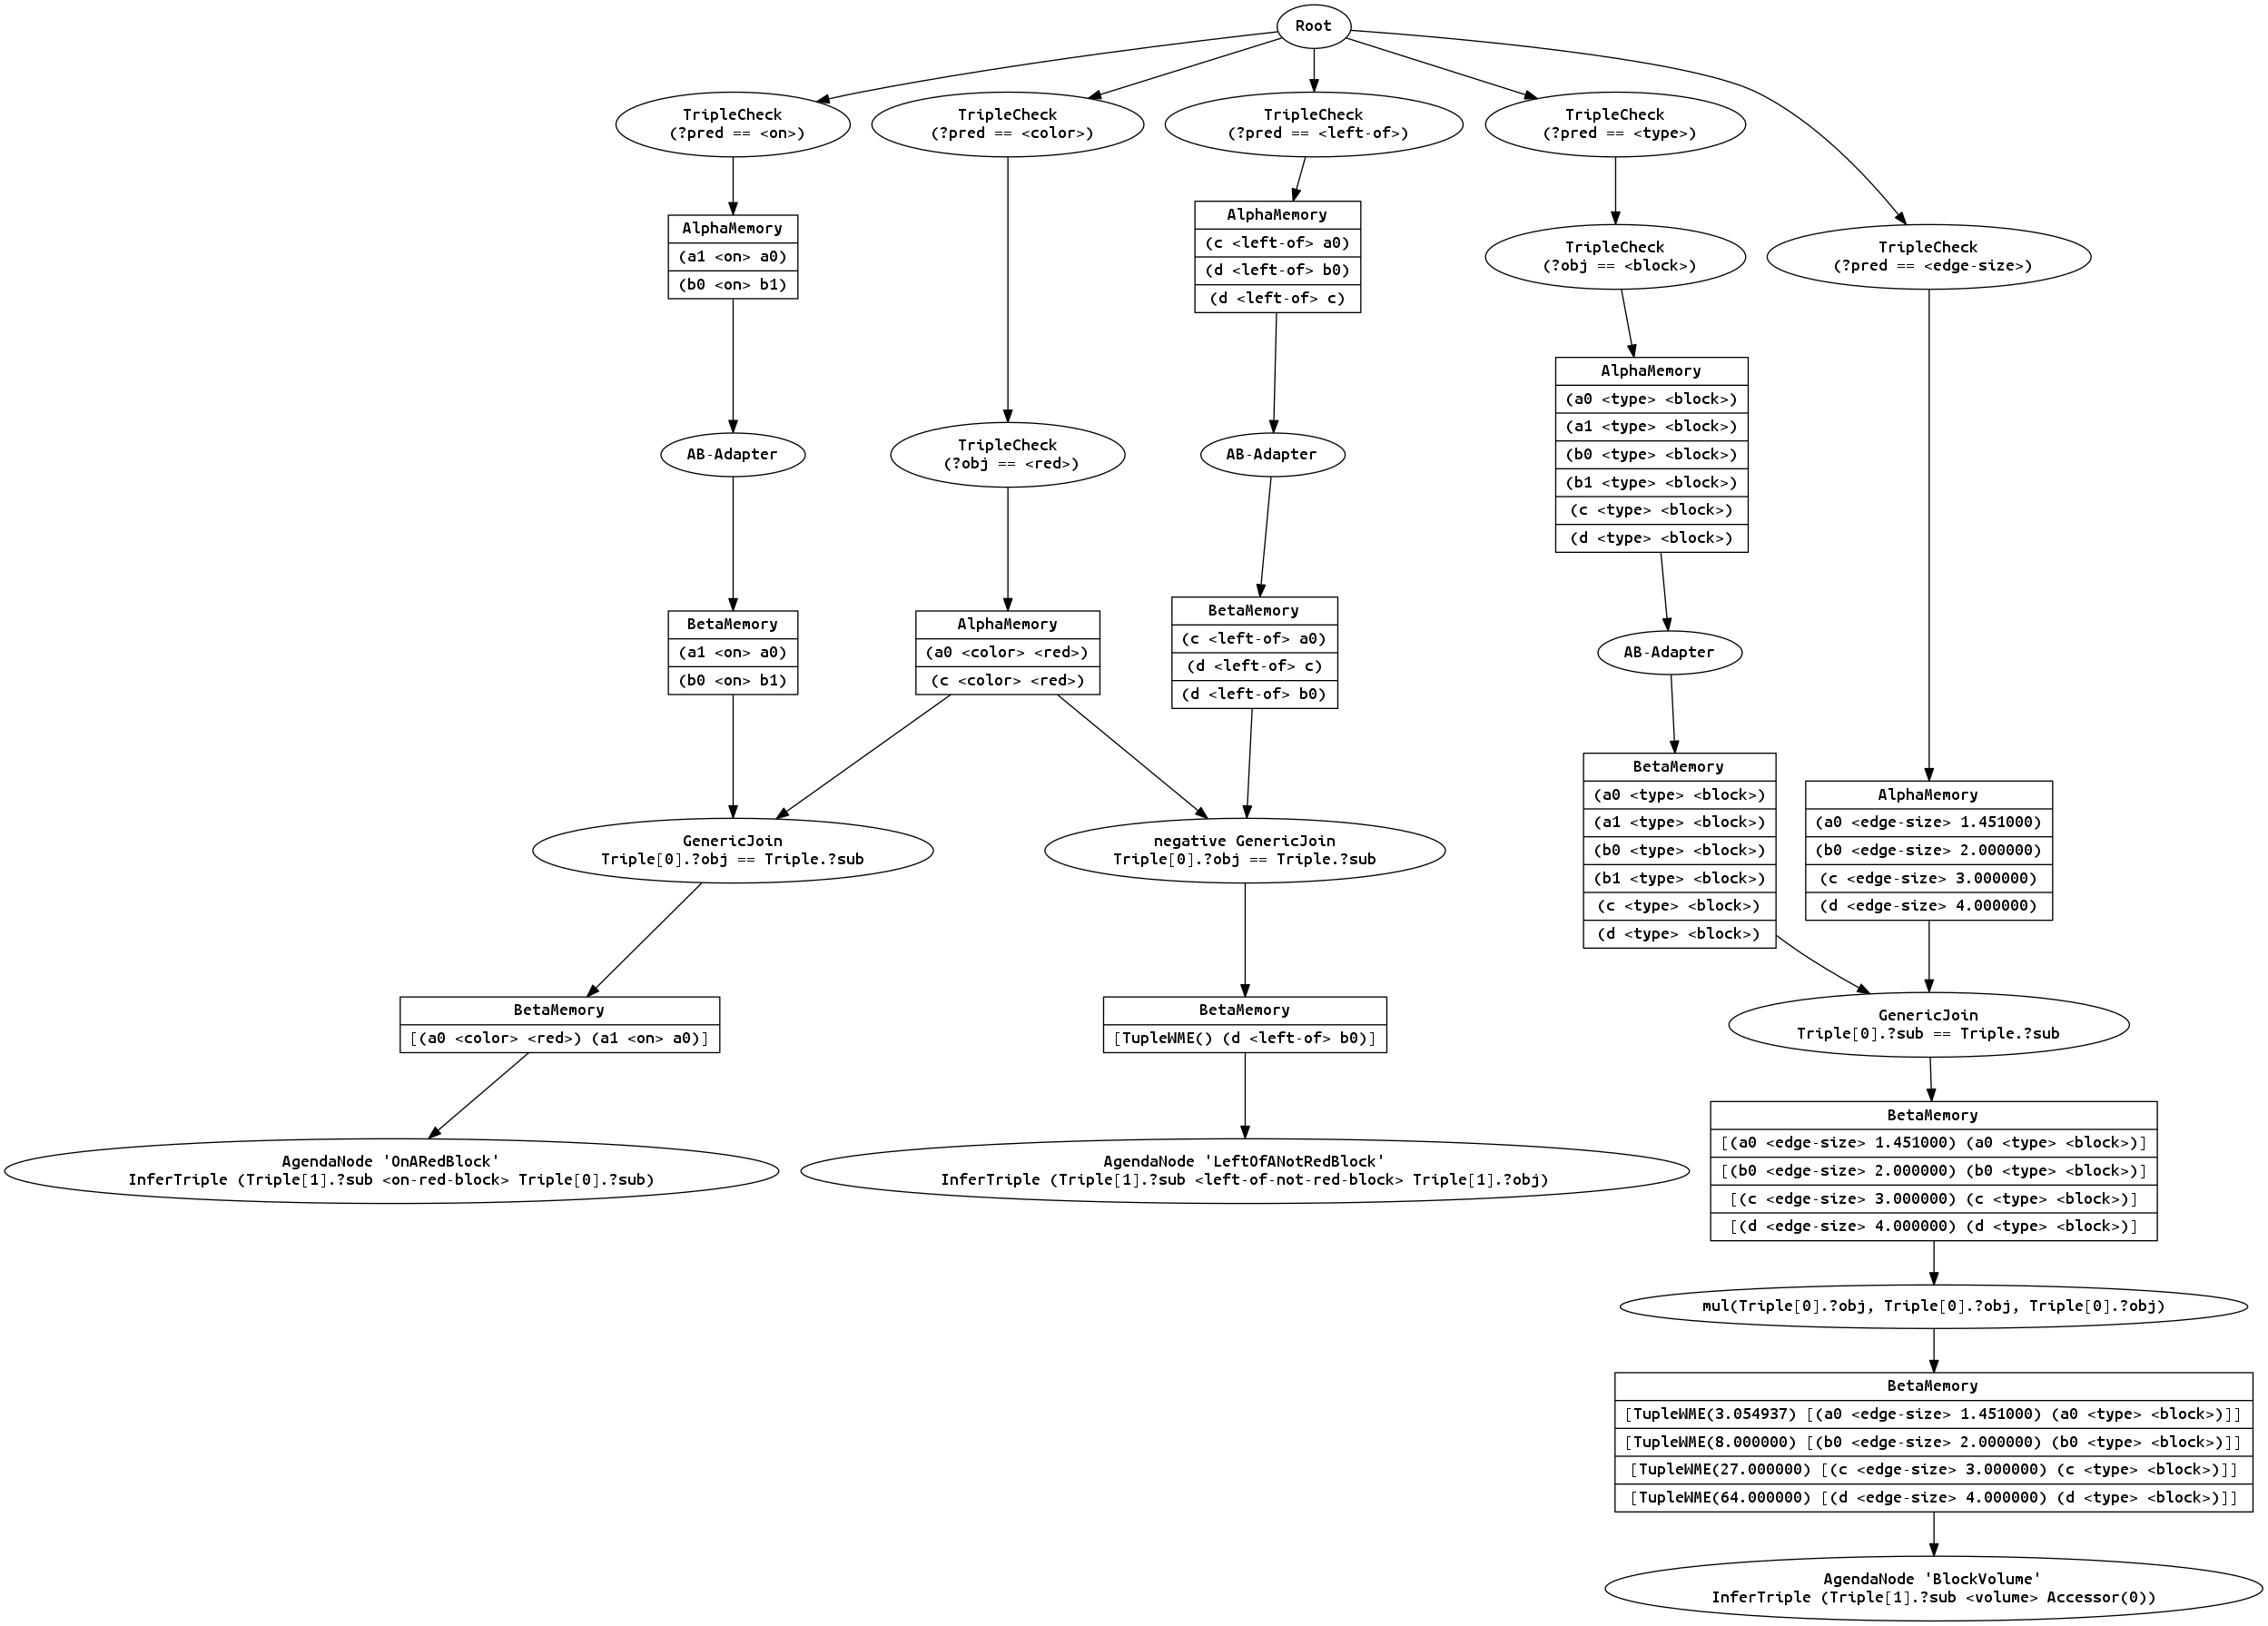 Root
TripleCheck
(?pred == <on>)
TripleCheck
(?pred == <color>)
TripleCheck
(?pred == <left-of>)
TripleCheck
(?pred == <type>)
AlphaMemory
(a1 <on> a0)
(b0 <on> b1)
AlphaMemory
(c <left-of> a0)
(d <left-of> b0)
(d <left-of> c)
TripleCheck
(?obj == <block>)
TripleCheck
(?pred == <edge-size>)
AlphaMemory
(a0 <type> <block>)
(a1 <type> <block>)
(b0 <type> <block>)
(b1 <type> <block>)
(c <type> <block>)
(d <type> <block>)
AB-Adapter
TripleCheck
(?obj == <red>)
AB-Adapter
AB-Adapter
BetaMemory
(a1 <on> a0)
(b0 <on> b1)
AlphaMemory
(a0 <color> <red>)
(c <color> <red>)
BetaMemory
(c <left-of> a0)
(d <left-of> c)
(d <left-of> b0)
BetaMemory
(a0 <type> <block>)
(a1 <type> <block>)
(b0 <type> <block>)
(b1 <type> <block>)
(c <type> <block>)
(d <type> <block>)
AlphaMemory
(a0 <edge-size> 1.451000)
(b0 <edge-size> 2.000000)
(c <edge-size> 3.000000)
(d <edge-size> 4.000000)
GenericJoin
Triple[0].?obj == Triple.?sub
negative GenericJoin
Triple[0].?obj == Triple.?sub
BetaMemory
[(a0 <color> <red>) (a1 <on> a0)]
BetaMemory
[TupleWME() (d <left-of> b0)]
GenericJoin
Triple[0].?sub == Triple.?sub
AgendaNode 'OnARedBlock'
InferTriple (Triple[1].?sub <on-red-block> Triple[0].?sub)
AgendaNode 'LeftOfANotRedBlock'
InferTriple (Triple[1].?sub <left-of-not-red-block> Triple[1].?obj)
BetaMemory
[(a0 <edge-size> 1.451000) (a0 <type> <block>)]
[(b0 <edge-size> 2.000000) (b0 <type> <block>)]
[(c <edge-size> 3.000000) (c <type> <block>)]
[(d <edge-size> 4.000000) (d <type> <block>)]
mul(Triple[0].?obj, Triple[0].?obj, Triple[0].?obj)
BetaMemory
[TupleWME(3.054937) [(a0 <edge-size> 1.451000) (a0 <type> <block>)]]
[TupleWME(8.000000) [(b0 <edge-size> 2.000000) (b0 <type> <block>)]]
[TupleWME(27.000000) [(c <edge-size> 3.000000) (c <type> <block>)]]
[TupleWME(64.000000) [(d <edge-size> 4.000000) (d <type> <block>)]]
AgendaNode 'BlockVolume'
InferTriple (Triple[1].?sub <volume> Accessor(0))